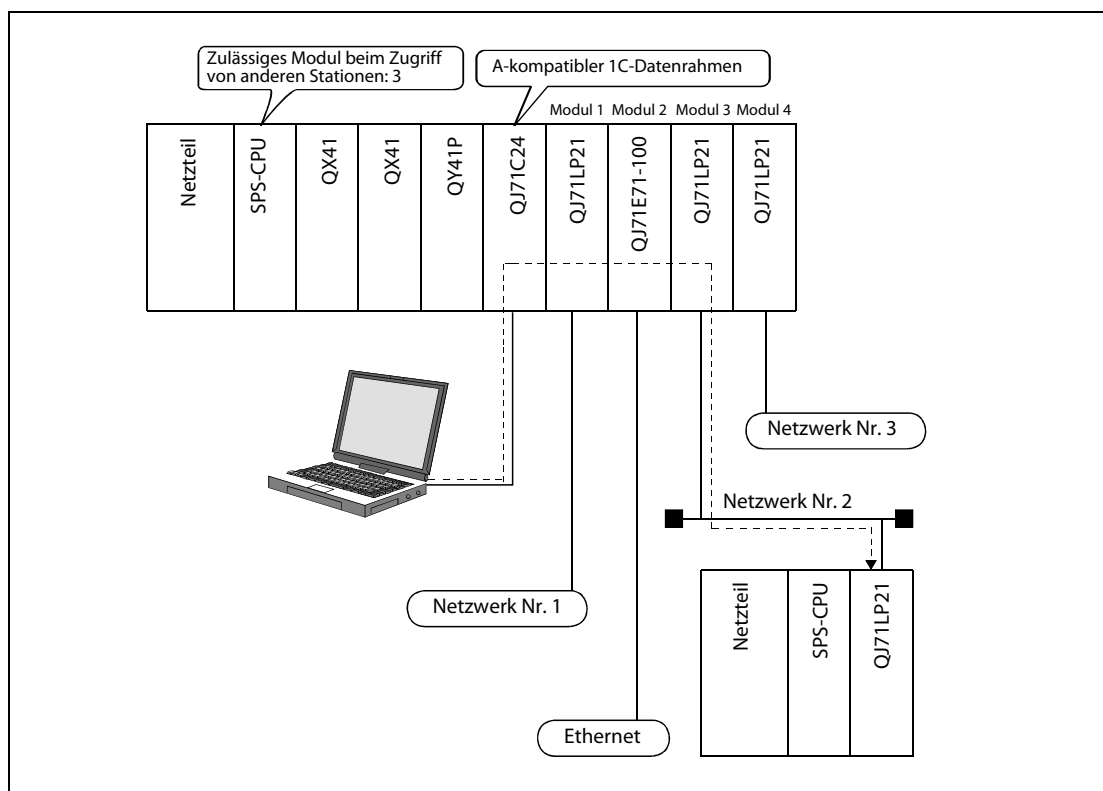 Zulässiges Modul beim Zugriff
von anderen Stationen: 3
A-kompatibler 1C-Datenrahmen
Modul 1 Modul 2 Modul 3 Modul 4
Netzteil
SPS-CPU
QX41
QX41
QY41P
QJ71C24
QJ71LP21
QJ71E71-100
QJ71LP21
QJ71LP21
Netzwerk Nr. 3
Netzwerk Nr. 2
Netzwerk Nr. 1
Netzteil
SPS-CPU
QJ71LP21
Ethernet